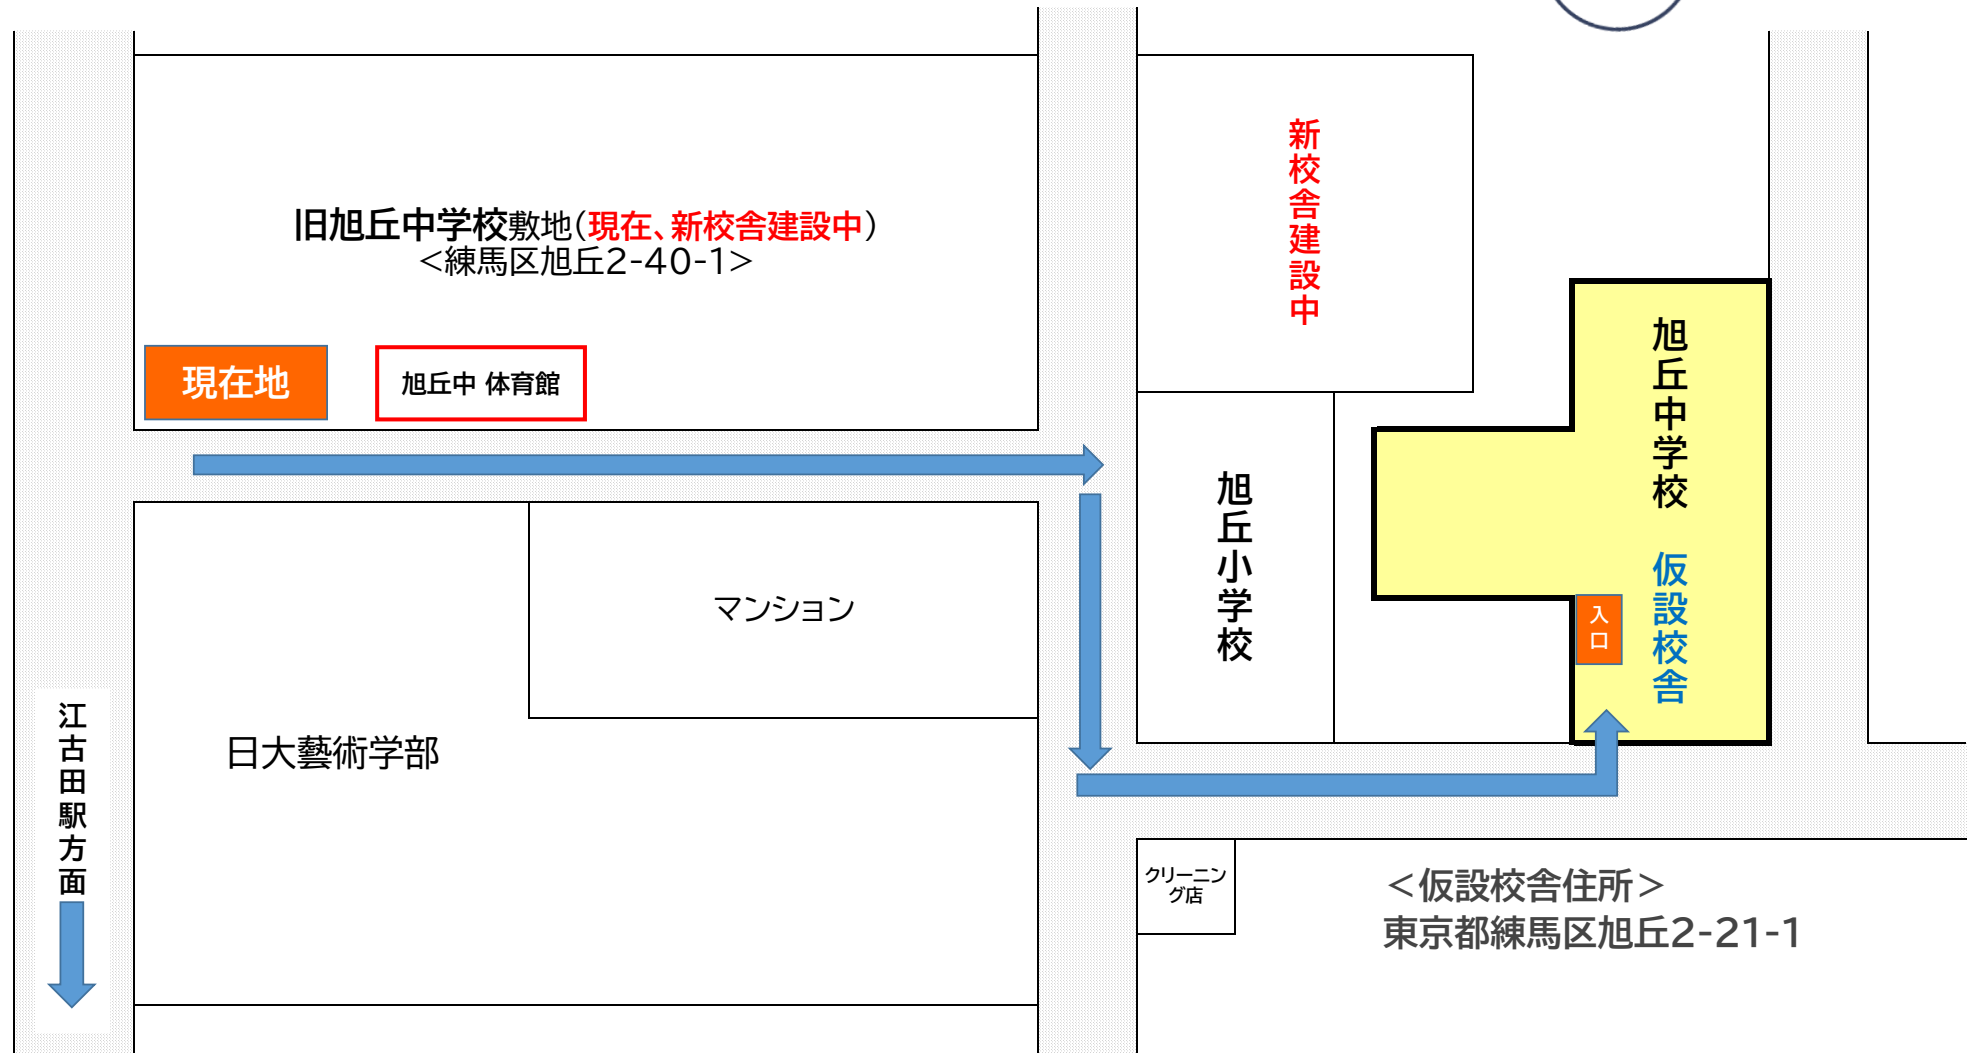 旧旭丘中学校敷地(現在、新校舎建設中)
<練馬区旭丘2-40-1>
現在地
旭丘中 体育館
新校舎建設中
旭丘中学校 仮設校舎
入口
旭丘小学校
マンション
日大藝術学部
江古田駅方面
クリーニン
グ店
<仮設校舎住所>
東京都練馬区旭丘2-21-1